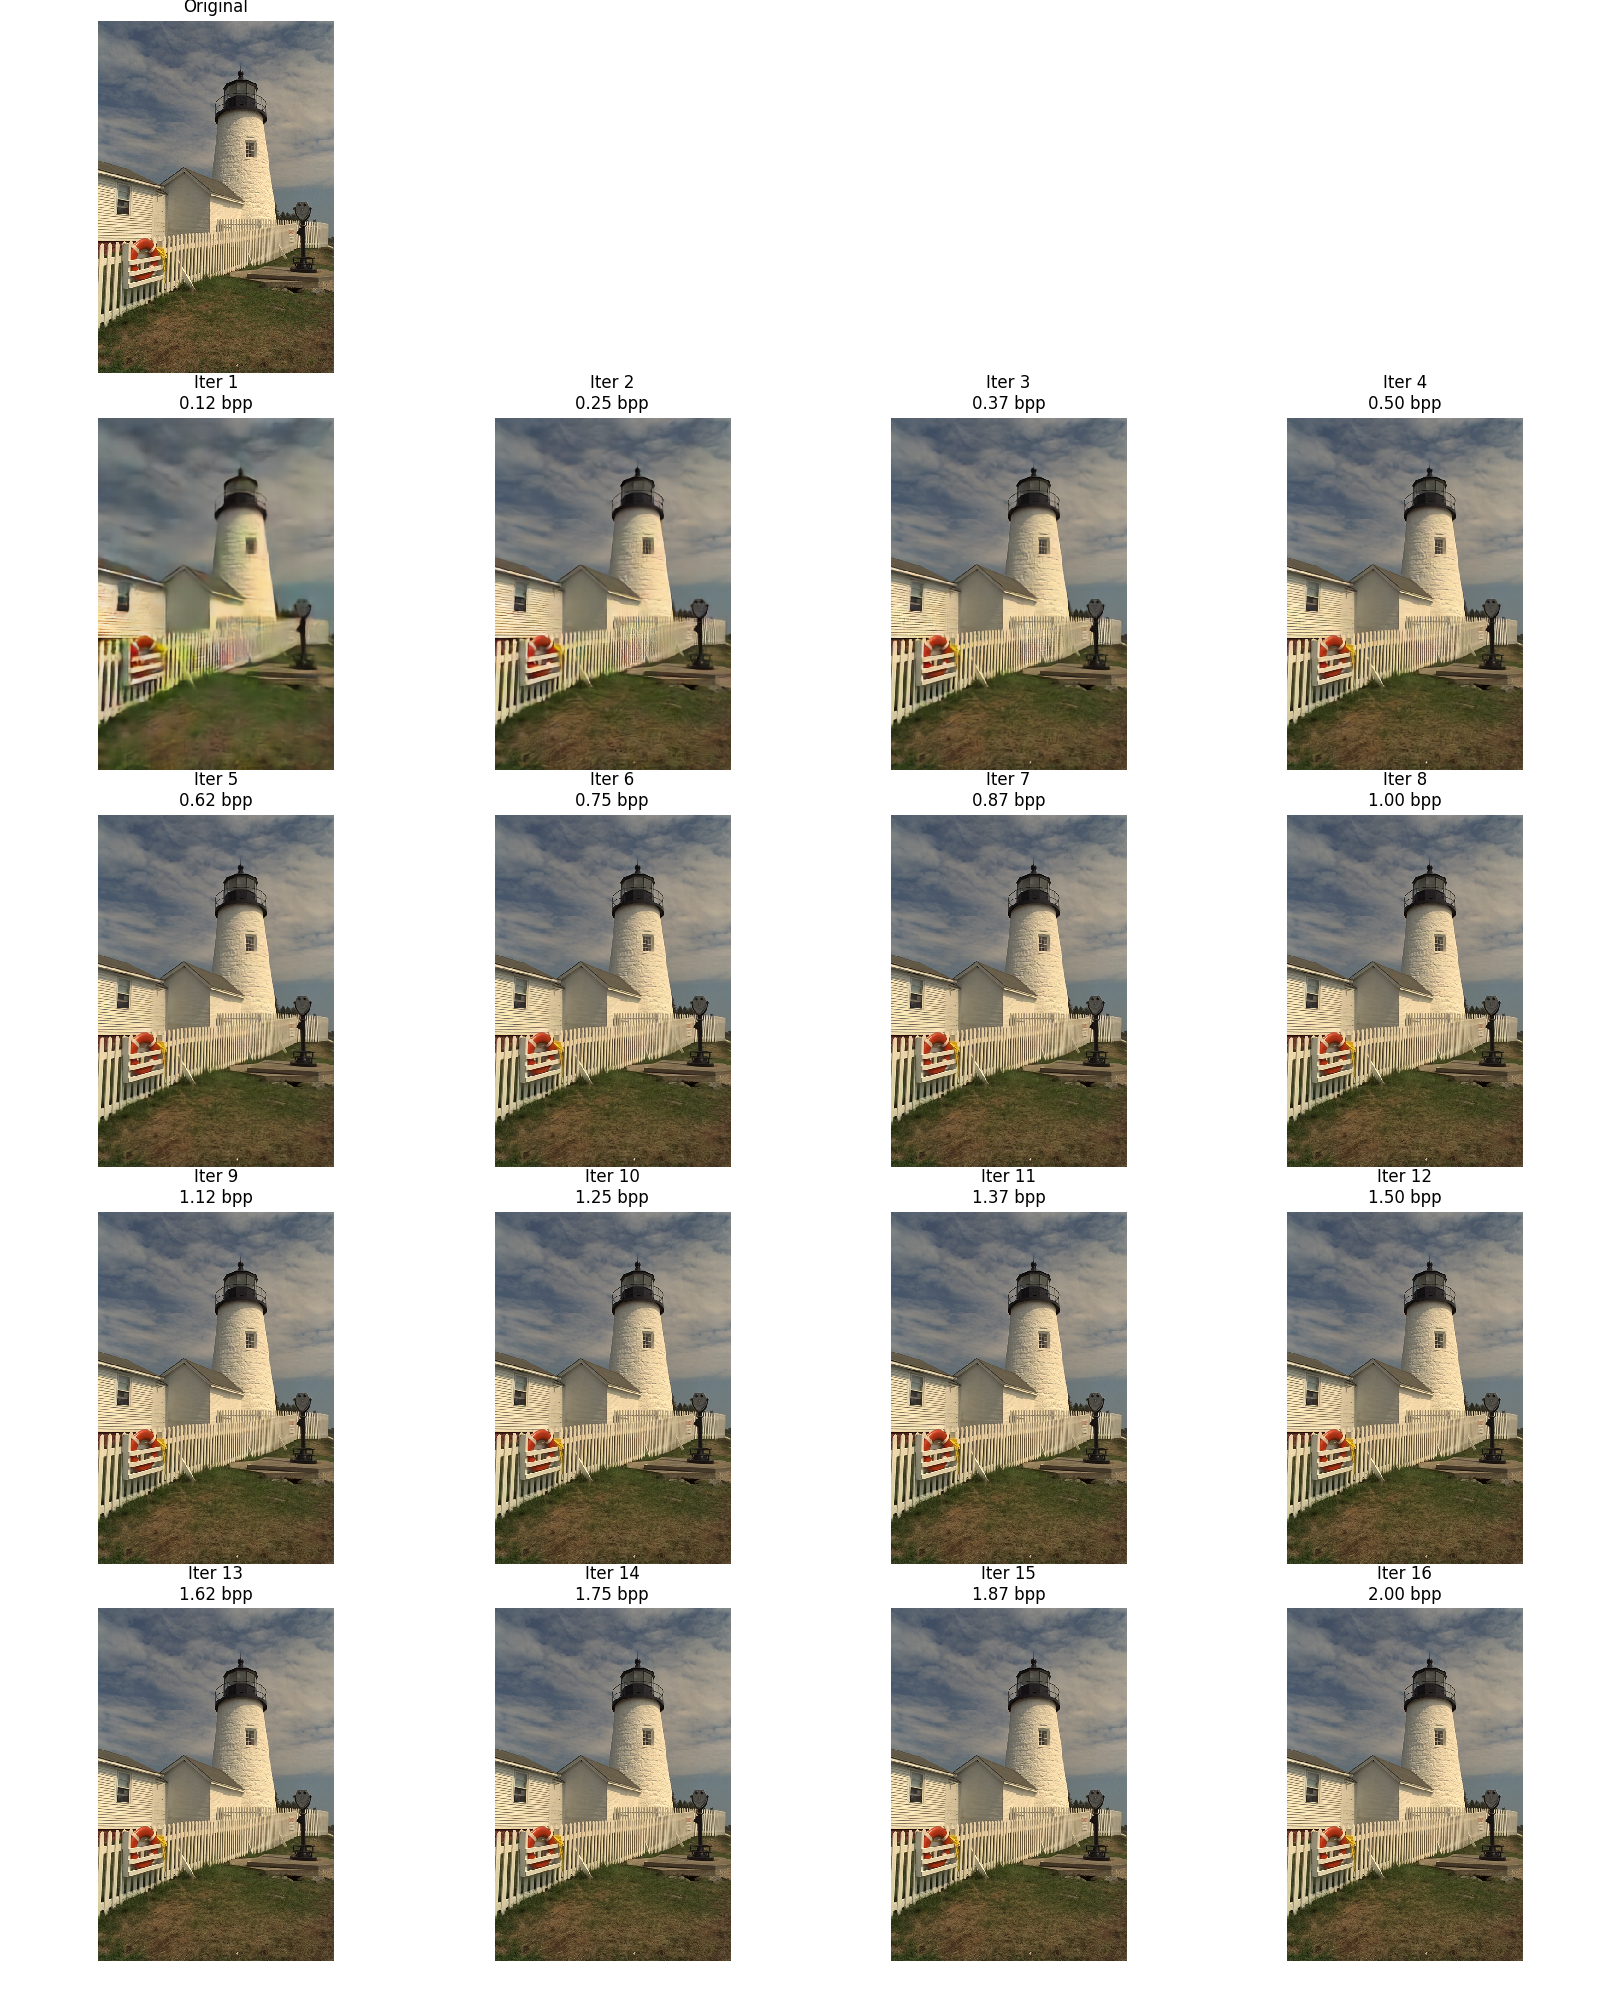 Original
Iter 1
0.12 bpp
Iter 2
0.25 bpp
Iter 3
0.37 bpp
Iter 4
0.50 bpp
Iter 5
0.62 bpp
Iter 6
0.75 bpp
Iter 7
0.87 bpp
Iter 8
1.00 bpp
Iter 9
1.12 bpp
Iter 10
1.25 bpp
Iter 11
1.37 bpp
Iter 12
1.50 bpp
Iter 13
1.62 bpp
Iter 14
1.75 bpp
Iter 15
1.87 bpp
Iter 16
2.00 bpp